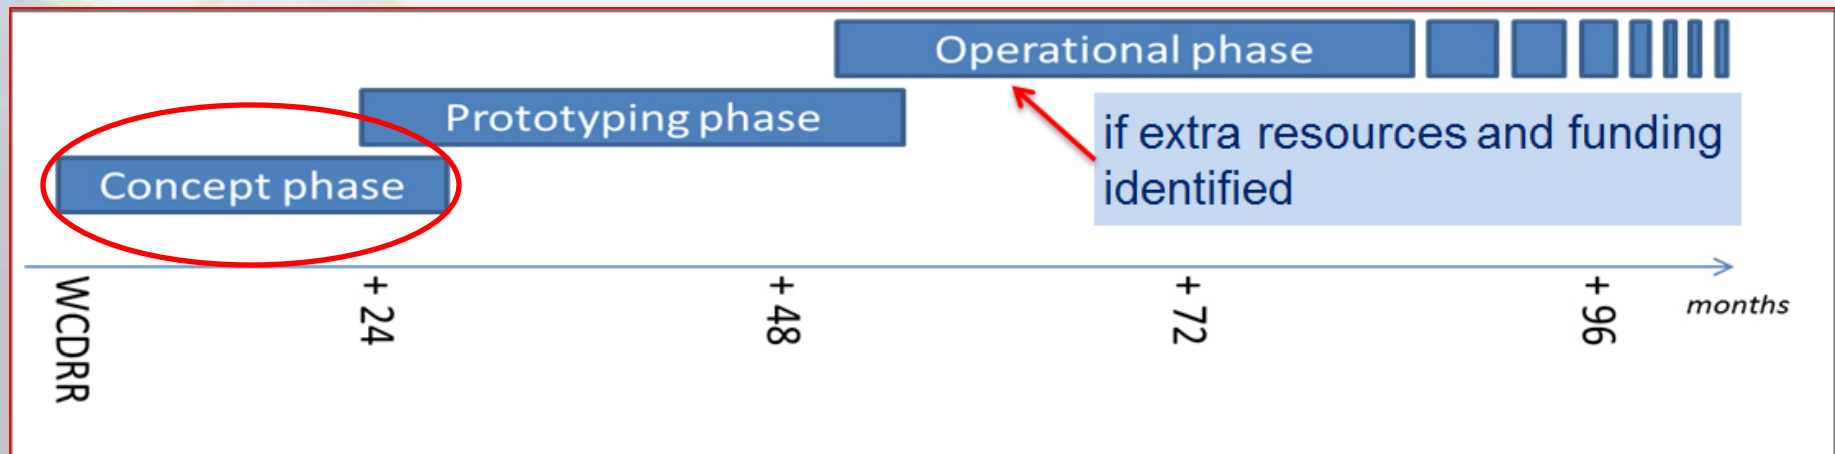 Operational phase
Prototyping phase
if extra resources and funding
identified
Concept phase
WCDRR
+ 24
+ 48
+ 72
+ 96
months